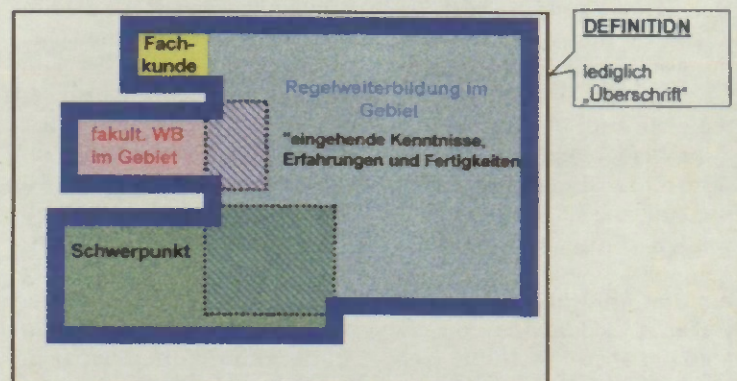 Fach-
kunde
Regelweiterbildung im
Gebiet
fakult. WB
im Gebiet
"eingehende Kenntnisse,
Erfahrungen und Fertigkeiten
Schwerpunkt
DEFINITION
lediglich
„Überschrift"